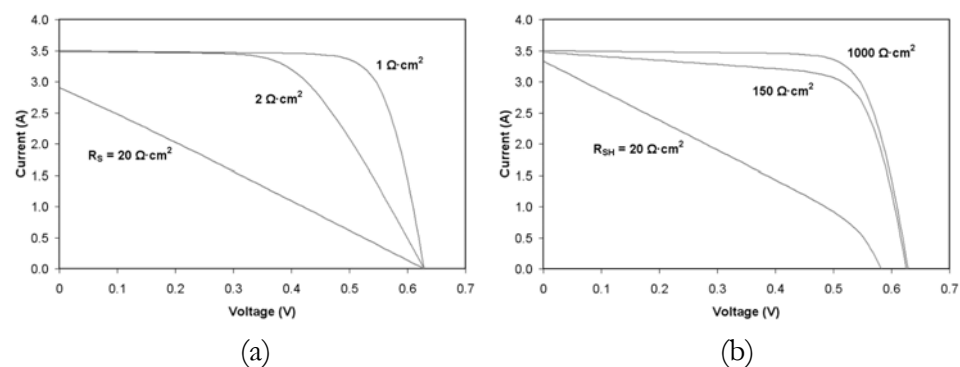 4.0
3.5
3.0
2.5
2.0
1.5
1.0
0.5
0.0
Current (A)
1 Ω·cm²
2 Ω·cm²
R_S = 20 Ω·cm²
0 0.1 0.2 0.3 0.4 0.5 0.6 0.7
Voltage (V)
(a)
4.0
3.5
3.0
2.5
2.0
1.5
1.0
0.5
0.0
Current (A)
1000 Ω·cm²
150 Ω·cm²
R_SH = 20 Ω·cm²
0 0.1 0.2 0.3 0.4 0.5 0.6 0.7
Voltage (V)
(b)